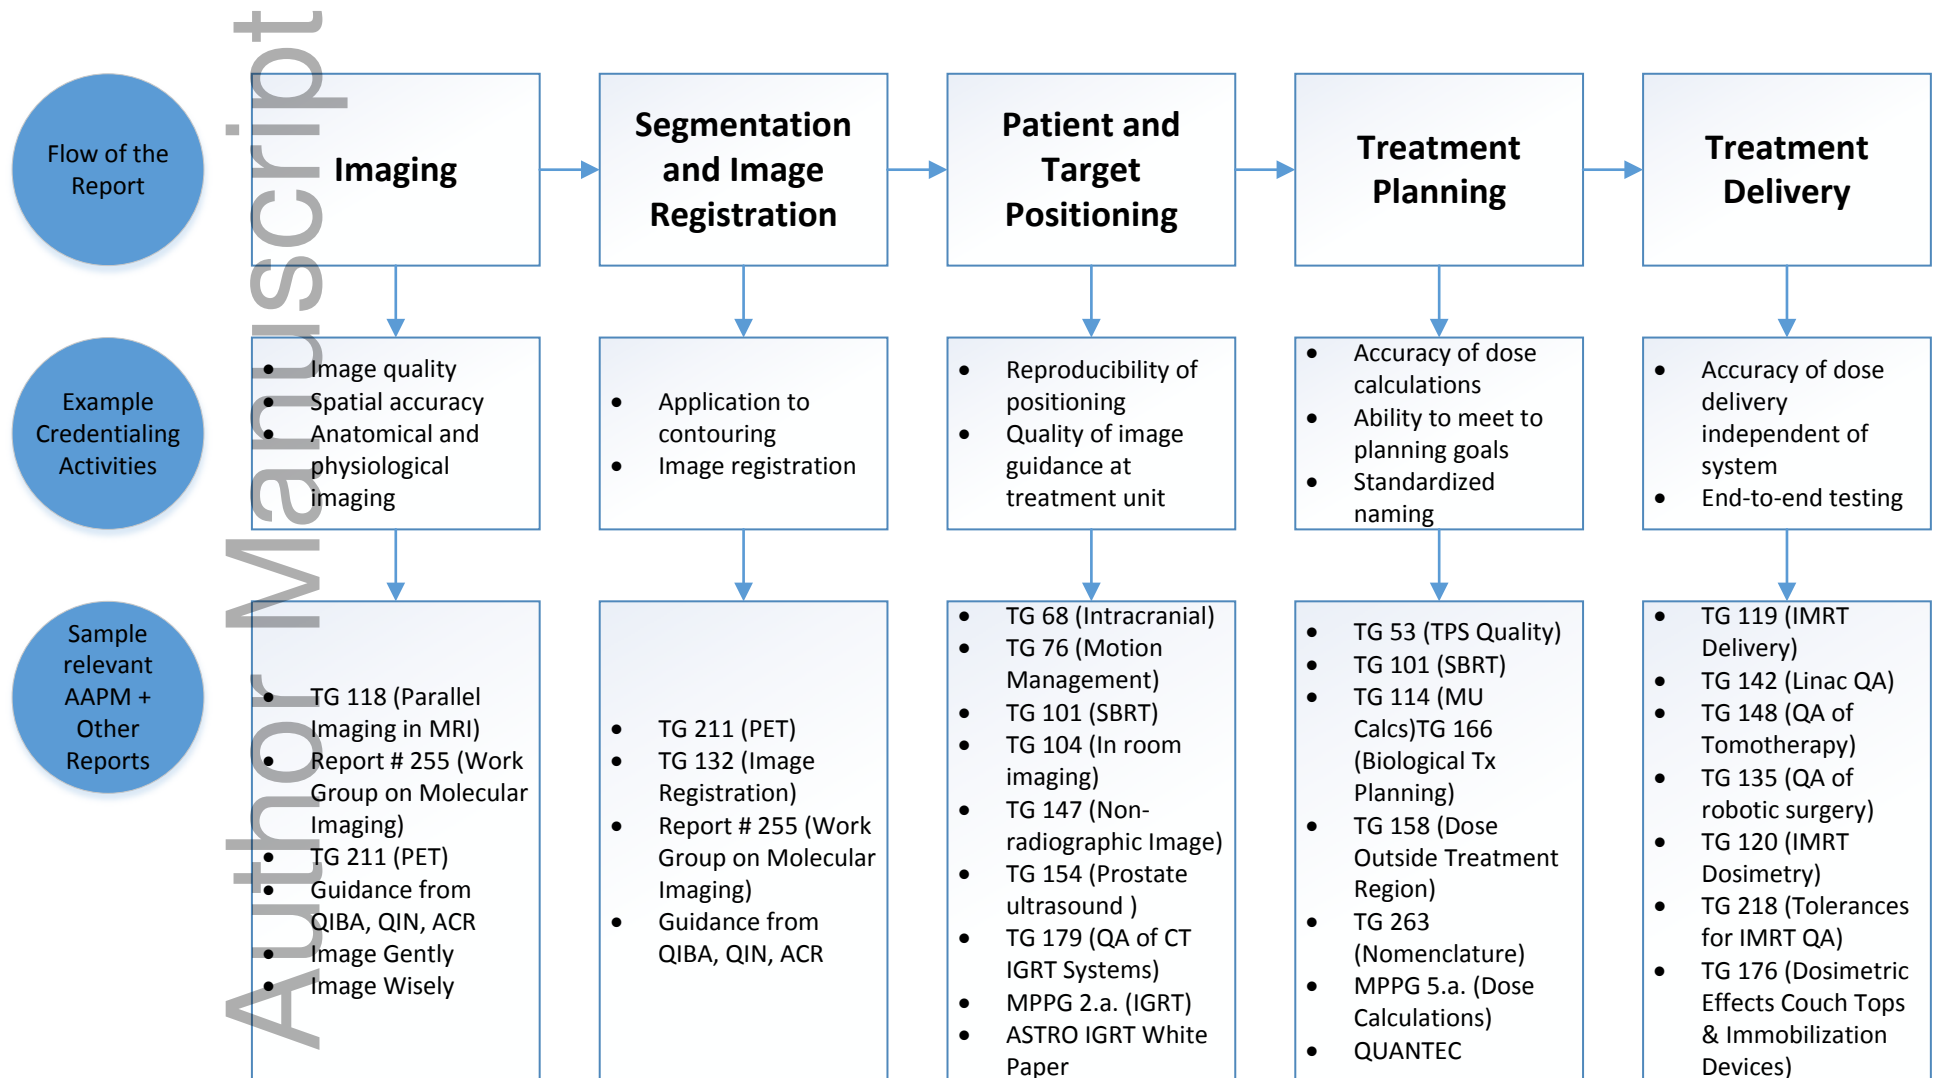 Author Manuscript
Flow of the
Report
Imaging
Segmentation
and Image
Registration
Patient and
Target
Positioning
Treatment
Planning
Treatment
Delivery
Example
Credentialing
Activities
• Image quality
• Spatial accuracy
• Anatomical and
physiological
imaging
• Application to
contouring
• Image registration
• Reproducibility of
positioning
• Quality of image
guidance at
treatment unit
• Accuracy of dose
calculations
• Ability to meet to
planning goals
• Standardized
naming
• Accuracy of dose
delivery
independent of
system
• End-to-end testing
Sample
relevant
AAPM +
Other
Reports
• TG 118 (Parallel
Imaging in MRI)
• Report # 255 (Work
Group on Molecular
Imaging)
• TG 211 (PET)
• Guidance from
QIBA, QIN, ACR
• Image Gently
• Image Wisely
• TG 211 (PET)
• TG 132 (Image
Registration)
• Report # 255 (Work
Group on Molecular
Imaging)
• Guidance from
QIBA, QIN, ACR
• TG 68 (Intracranial)
• TG 76 (Motion
Management)
• TG 101 (SBRT)
• TG 104 (In room
imaging)
• TG 147 (Non-
radiographic Image)
• TG 154 (Prostate
ultrasound )
• TG 179 (QA of CT
IGRT Systems)
• MPPG 2.a. (IGRT)
• ASTRO IGRT White
Paper
• TG 53 (TPS Quality)
• TG 101 (SBRT)
• TG 114 (MU
Calcs)TG 166
(Biological Tx
Planning)
• TG 158 (Dose
Outside Treatment
Region)
• TG 263
(Nomenclature)
• MPPG 5.a. (Dose
Calculations)
• QUANTEC
• TG 119 (IMRT
Delivery)
• TG 142 (Linac QA)
• TG 148 (QA of
Tomotherapy)
• TG 135 (QA of
robotic surgery)
• TG 120 (IMRT
Dosimetry)
• TG 218 (Tolerances
for IMRT QA)
• TG 176 (Dosimetric
Effects Couch Tops
& Immobilization
Devices)